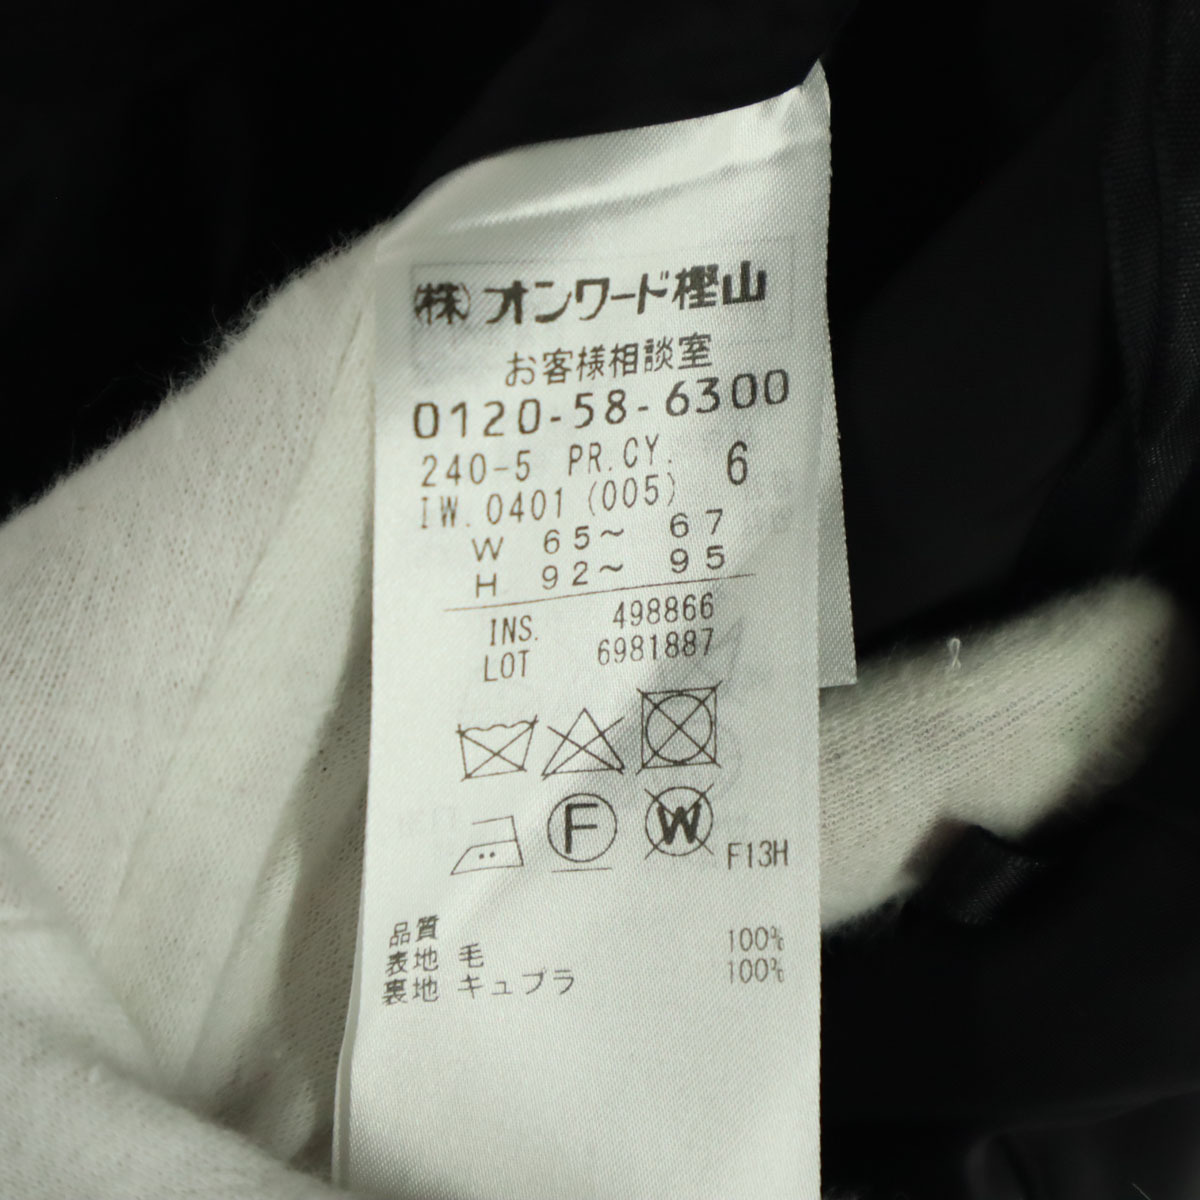 (株)オンワード樫山
お客様相談室
0120-58-6300
240-5 PR.CY. 6
IW.0401 (005)
W 65～ 67
H 92～ 95
INS. 498866
LOT 6981887
F W F13H
品質
表地 毛 100%
裏地 キュプラ 100%